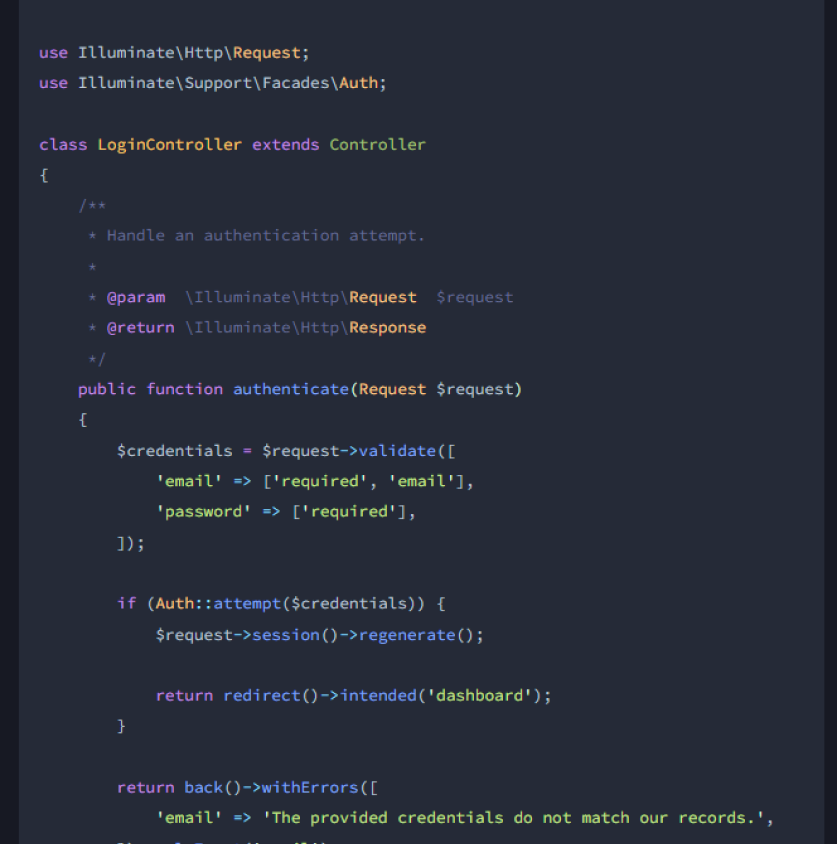 use Illuminate\Http\Request;
use Illuminate\Support\Facades\Auth;
class LoginController extends Controller
{
/**
* Handle an authentication attempt.
*
* @param  \Illuminate\Http\Request  $request
* @return \Illuminate\Http\Response
*/
public function authenticate(Request $request)
{
$credentials = $request->validate([
'email' => ['required', 'email'],
'password' => ['required'],
]);
if (Auth::attempt($credentials)) {
$request->session()->regenerate();
return redirect()->intended('dashboard');
}
return back()->withErrors([
'email' => 'The provided credentials do not match our records.',